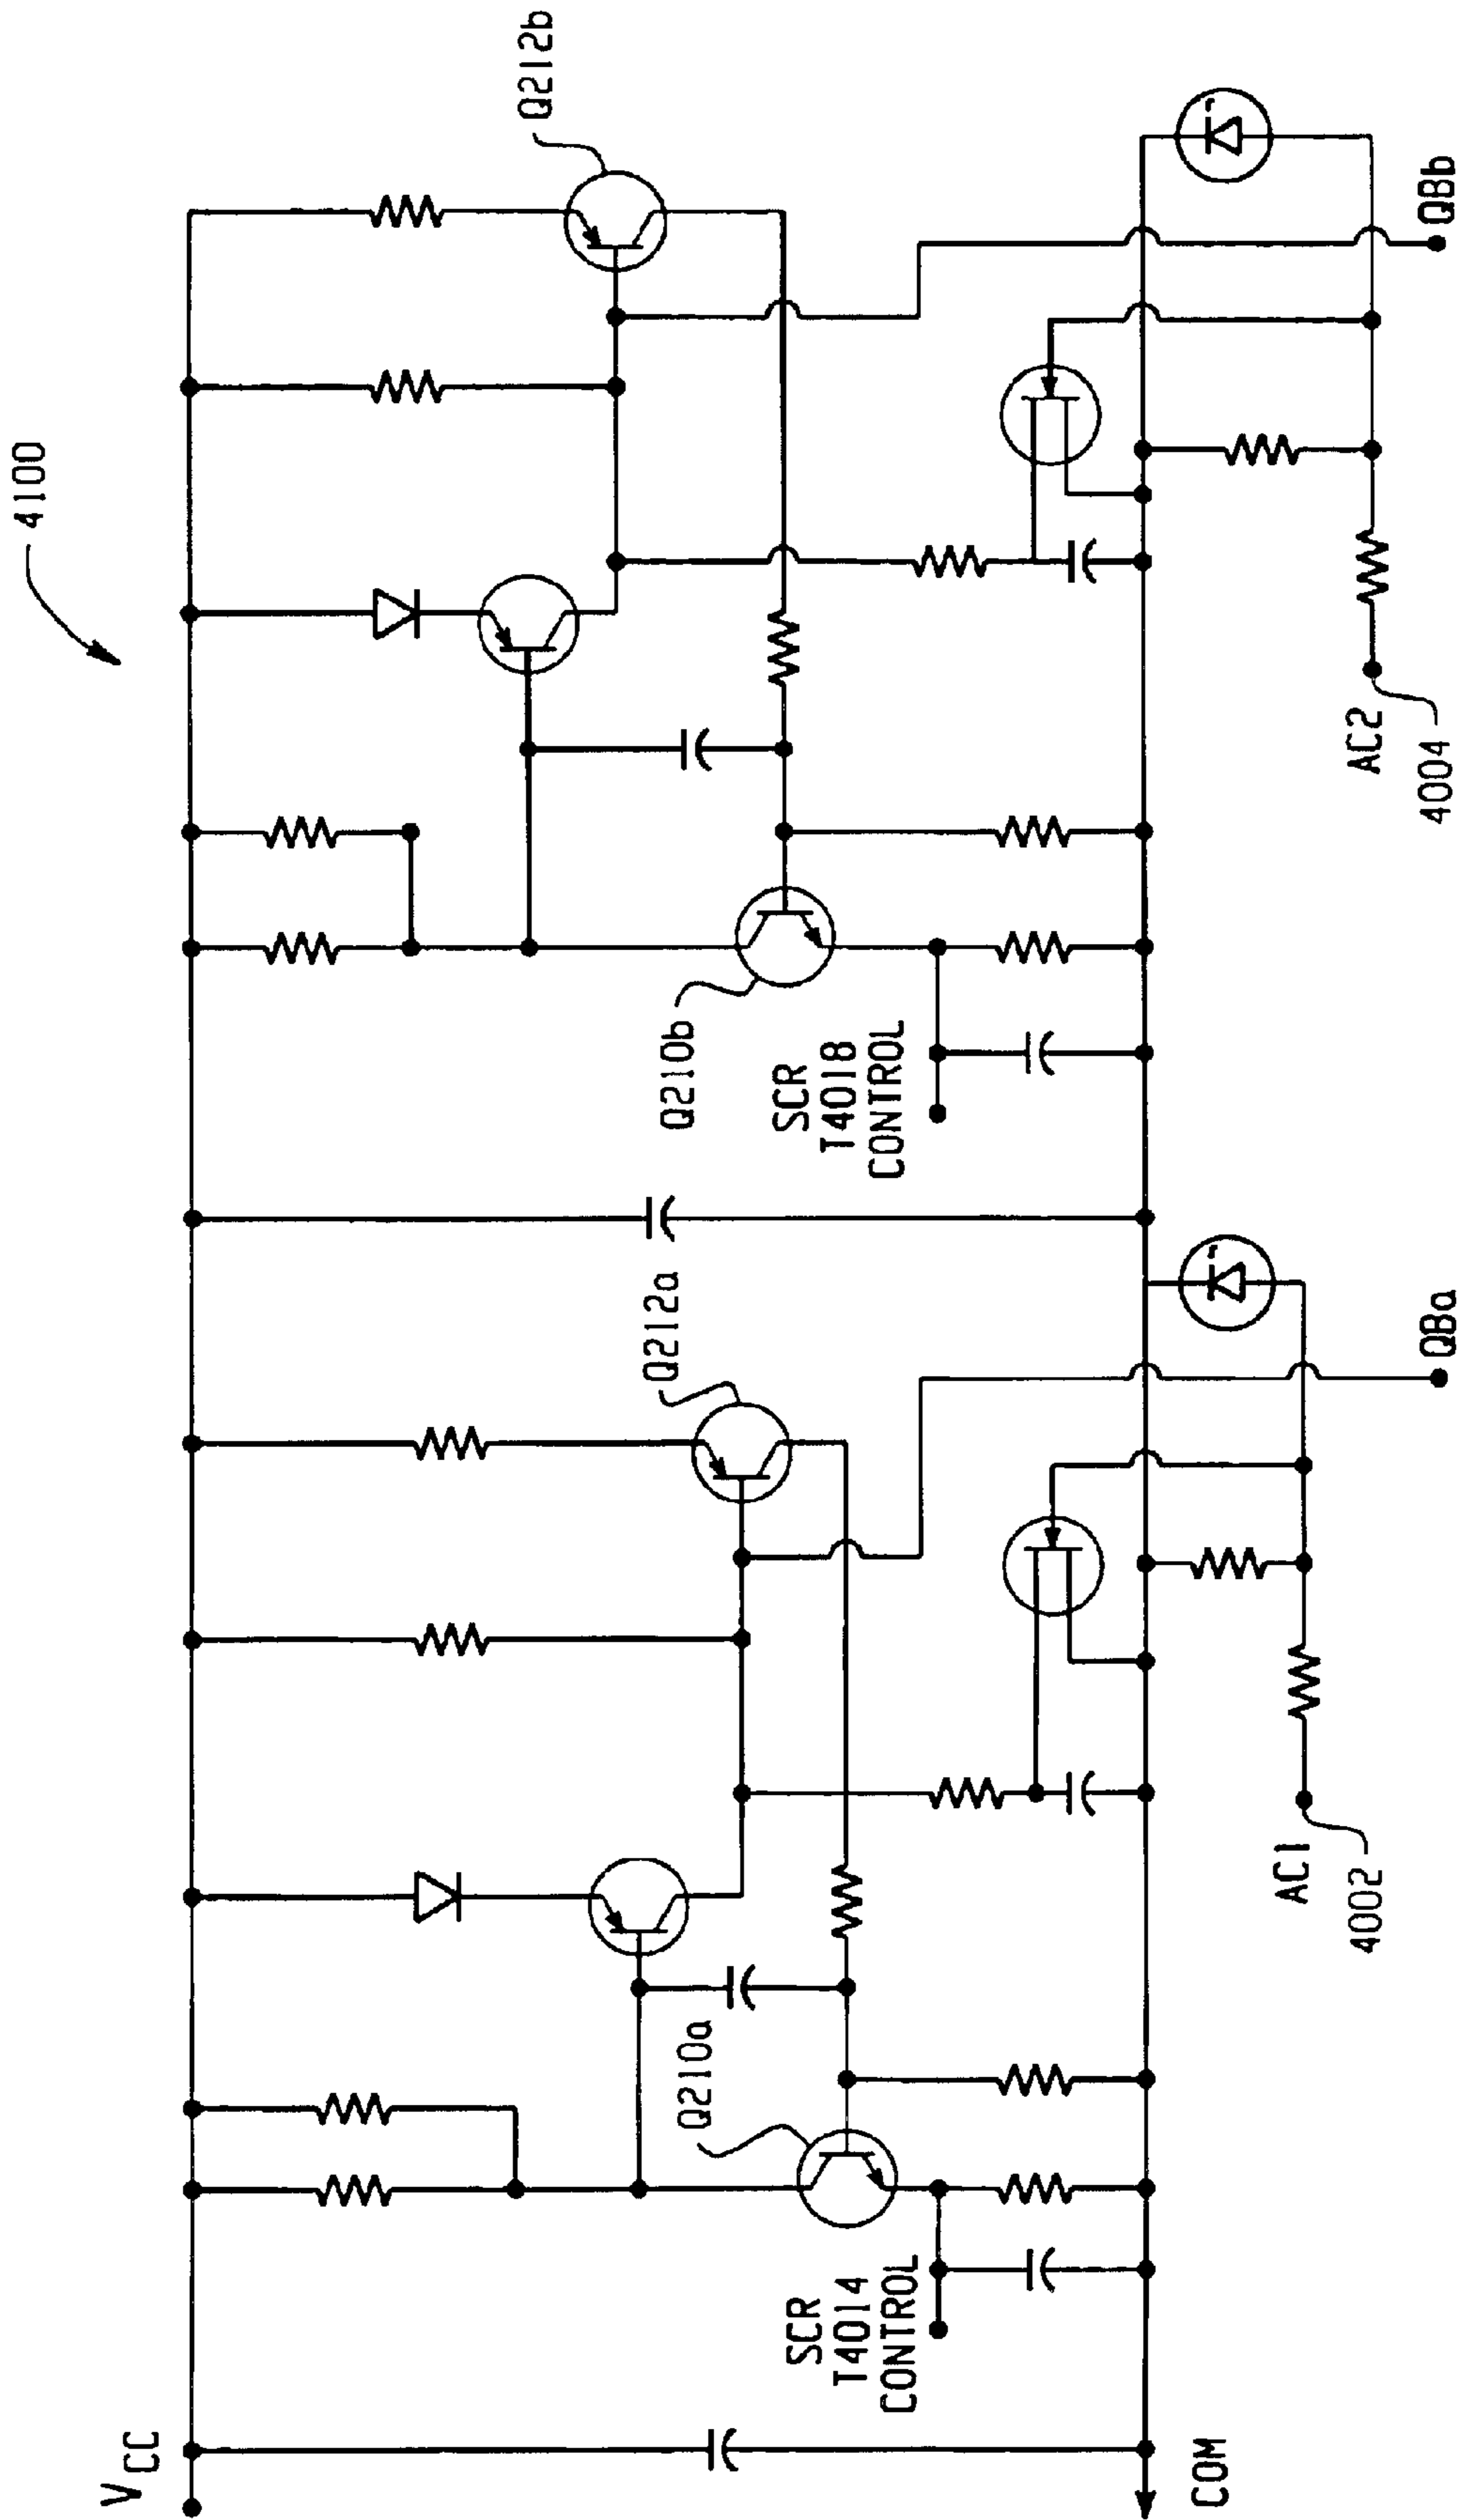 4100
VCC
Q212a
Q212b
Q210a
Q210b
SCR
T4014
CONTROL
SCR
T4018
CONTROL
COM
AC1
4002
QBa
AC2
4004
QBb